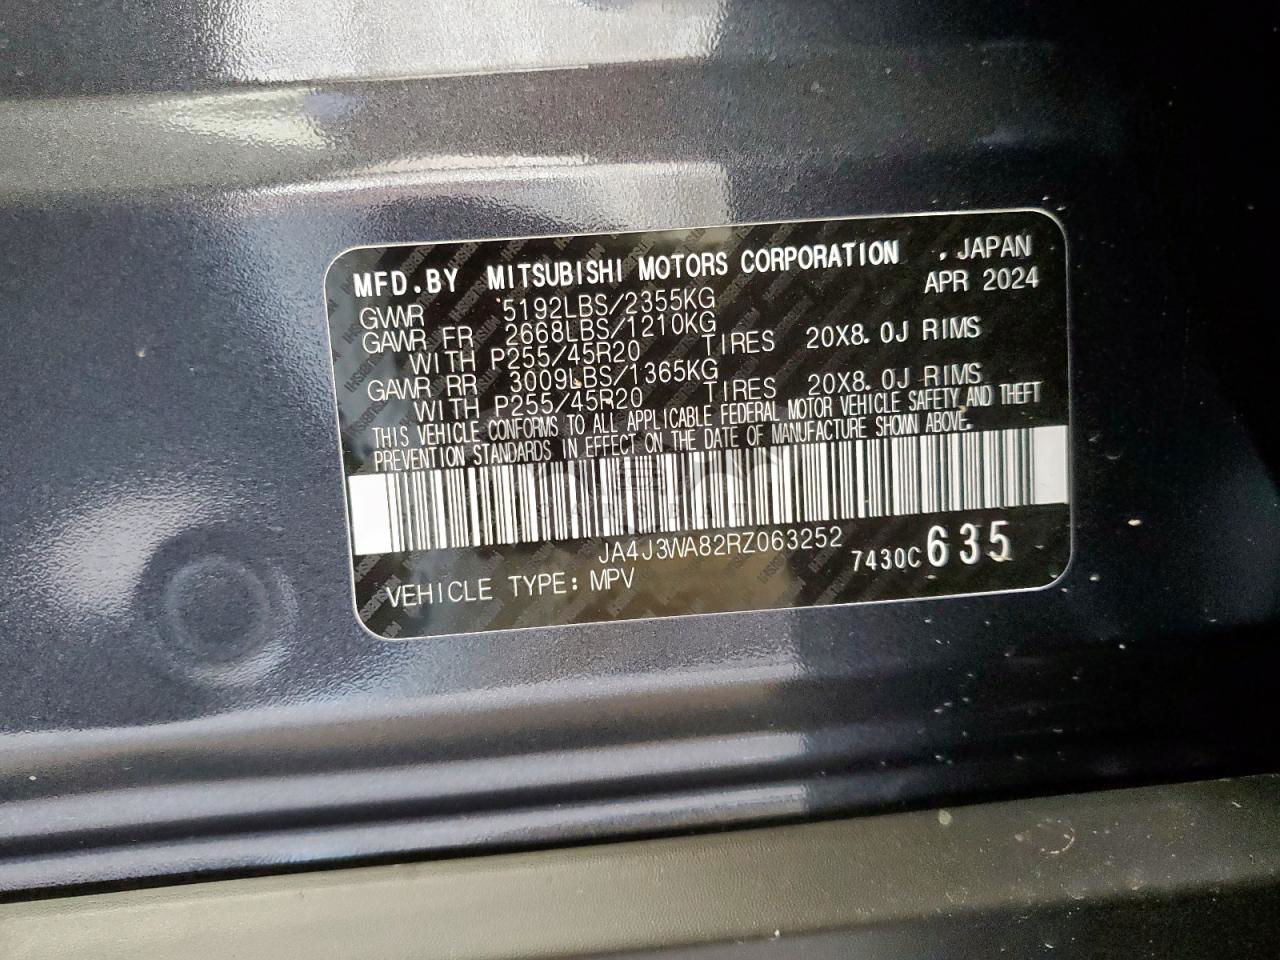 MFD.BY MITSUBISHI MOTORS CORPORATION , JAPAN
APR 2024
GVWR 5192LBS/2355KG
GAWR FR 2668LBS/1210KG
WITH P255/45R20 TIRES 20X8.0J RIMS
GAWR RR 3009LBS/1365KG
WITH P255/45R20 TIRES 20X8.0J RIMS
THIS VEHICLE CONFORMS TO ALL APPLICABLE FEDERAL MOTOR VEHICLE SAFETY AND THEFT
PREVENTION STANDARDS IN EFFECT ON THE DATE OF MANUFACTURE SHOWN ABOVE.
JA4J3WA82RZ063252
7430C 635
VEHICLE TYPE: MPV